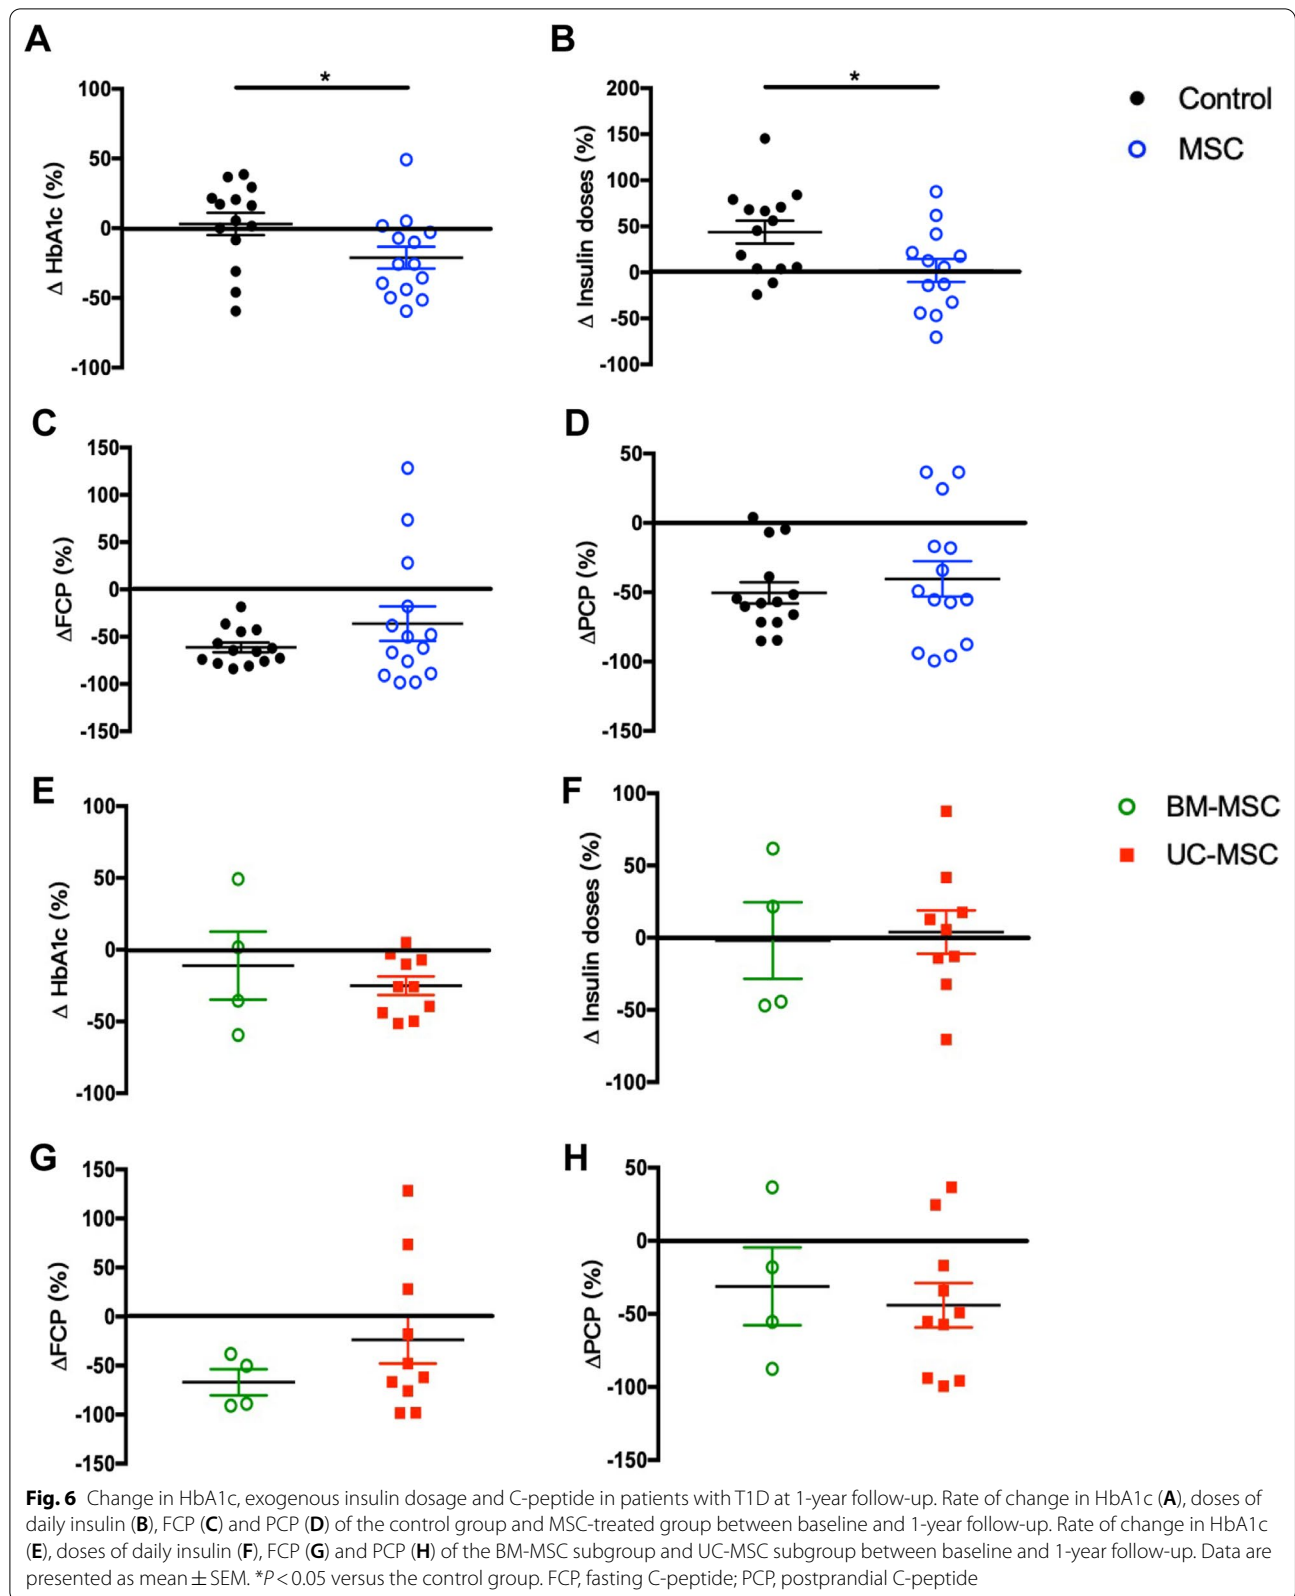 A
B
*
*
100
50
0
-50
-100
Δ HbA1c (%)
200
150
100
50
0
-50
-100
Δ Insulin doses (%)
Control
MSC
C
D
150
100
50
0
-50
-100
-150
ΔFCP (%)
50
0
-50
-100
-150
ΔPCP (%)
E
F
100
50
0
-50
-100
Δ HbA1c (%)
100
50
0
-50
-100
Δ Insulin doses (%)
BM-MSC
UC-MSC
G
H
150
100
50
0
-50
-100
-150
ΔFCP (%)
50
0
-50
-100
-150
ΔPCP (%)
Fig. 6 Change in HbA1c, exogenous insulin dosage and C-peptide in patients with T1D at 1-year follow-up. Rate of change in HbA1c (A), doses of
daily insulin (B), FCP (C) and PCP (D) of the control group and MSC-treated group between baseline and 1-year follow-up. Rate of change in HbA1c
(E), doses of daily insulin (F), FCP (G) and PCP (H) of the BM-MSC subgroup and UC-MSC subgroup between baseline and 1-year follow-up. Data are
presented as mean ± SEM. *P < 0.05 versus the control group. FCP, fasting C-peptide; PCP, postprandial C-peptide